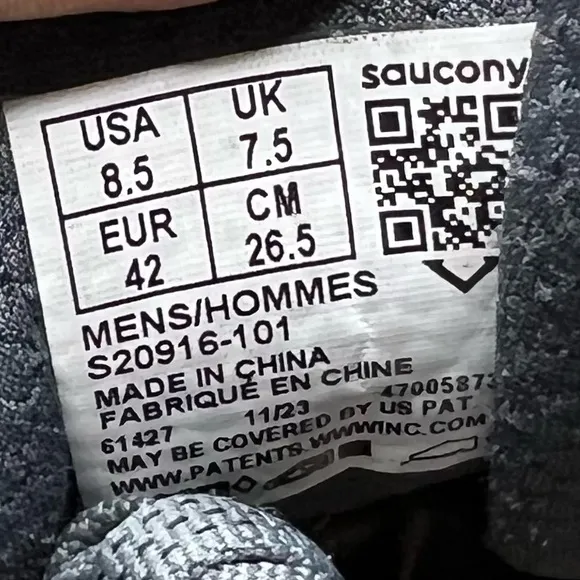 saucony
USA
8.5
UK
7.5
EUR
42
CM
26.5
MENS/HOMMES
S20916-101
MADE IN CHINA
FABRIQUÉ EN CHINE
61427 11/23
MAY BE COVERED BY US PAT.
WWW.PATENTS.WWWINC.COM